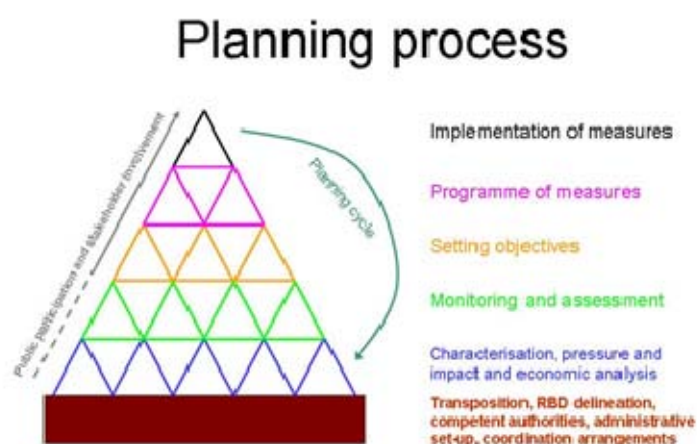 Planning process
Public participation and stakeholder involvement
Planning cycle
Implementation of measures
Programme of measures
Setting objectives
Monitoring and assessment
Characterisation, pressure and
impact and economic analysis
Transposition, RBD delineation,
competent authorities, administrative
set-up, coordination arrangements